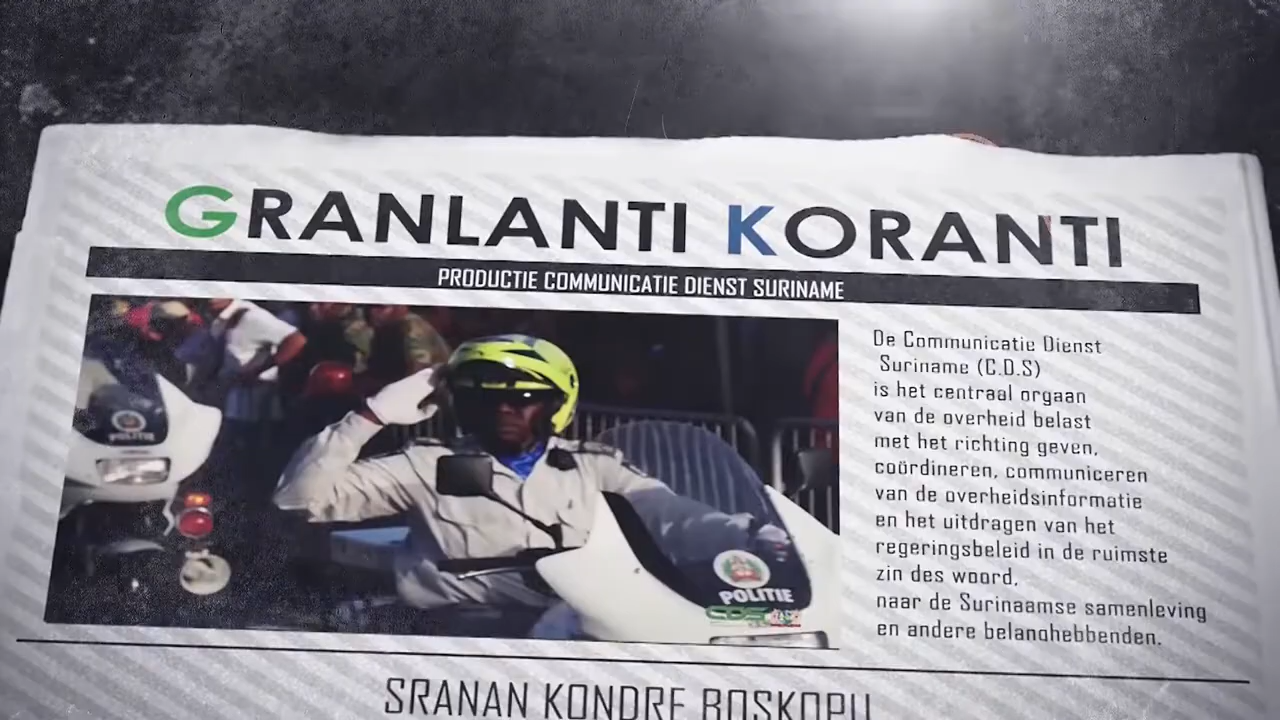 GRANLANTI KORANTI
PRODUCTIE COMMUNICATIE DIENST SURINAME
De Communicatie Dienst
Suriname (C.D.S)
is het centraal orgaan
van de overheid belast
met het richting geven,
coördineren, communiceren
van de overheidsinformatie
en het uitdragen van het
regeringsbeleid in de ruimste
zin des woord,
naar de Surinaamse samenleving
en andere belanghebbenden.
POLITIE
POLITIE
CDS
SRANAN KONDRE BOSKOPU